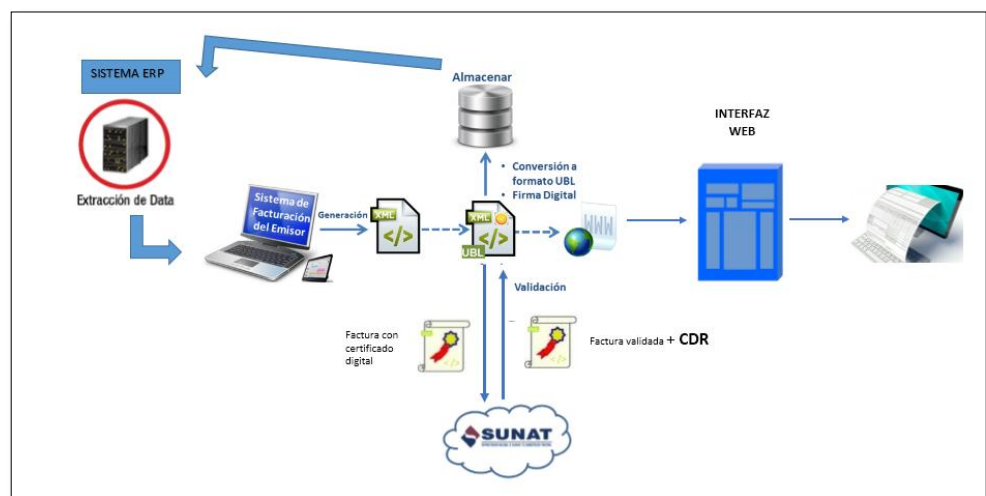 SISTEMA ERP
Extracción de Data
Almacenar
• Conversión a
formato UBL
• Firma Digital
INTERFAZ
WEB
Sistema de
Facturación
del Emisor
Generación
XML
</>
XML
</>
UBL
WWW
Validación
Factura con
certificado
digital
Factura validada + CDR
SUNAT